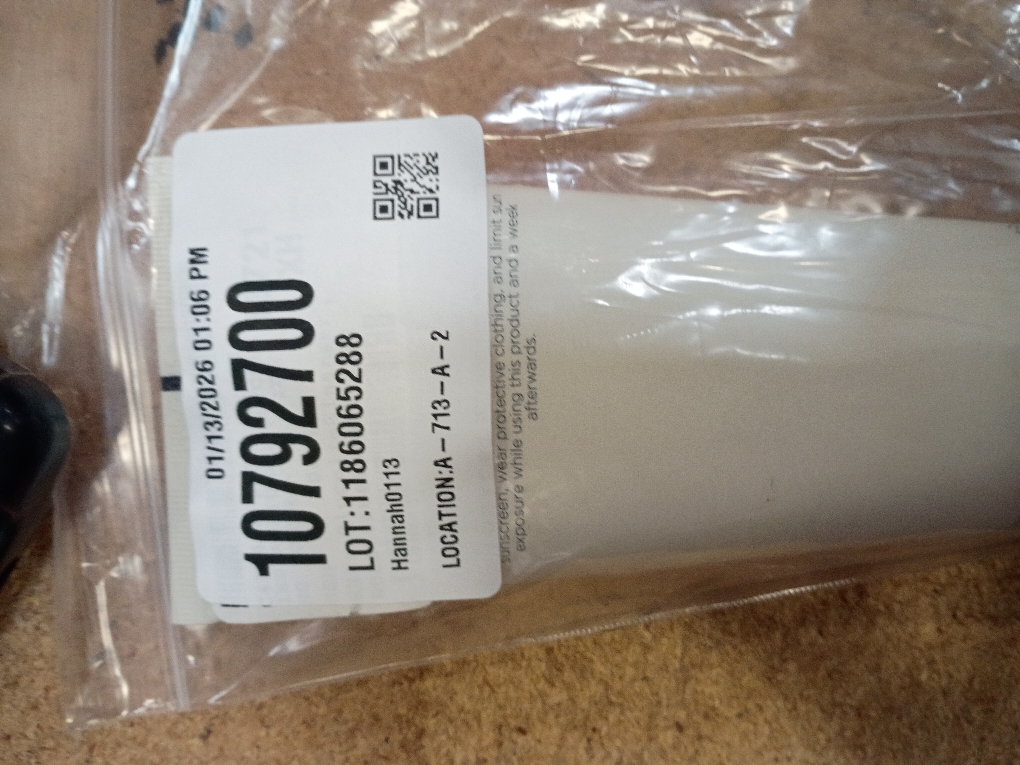 01/13/2026 01:06 PM
10792700
LOT:1186065288
Hannah0113
LOCATION:A-713-A-2
sunscreen, wear protective clothing, and limit sun
exposure while using this product and a week
afterwards.